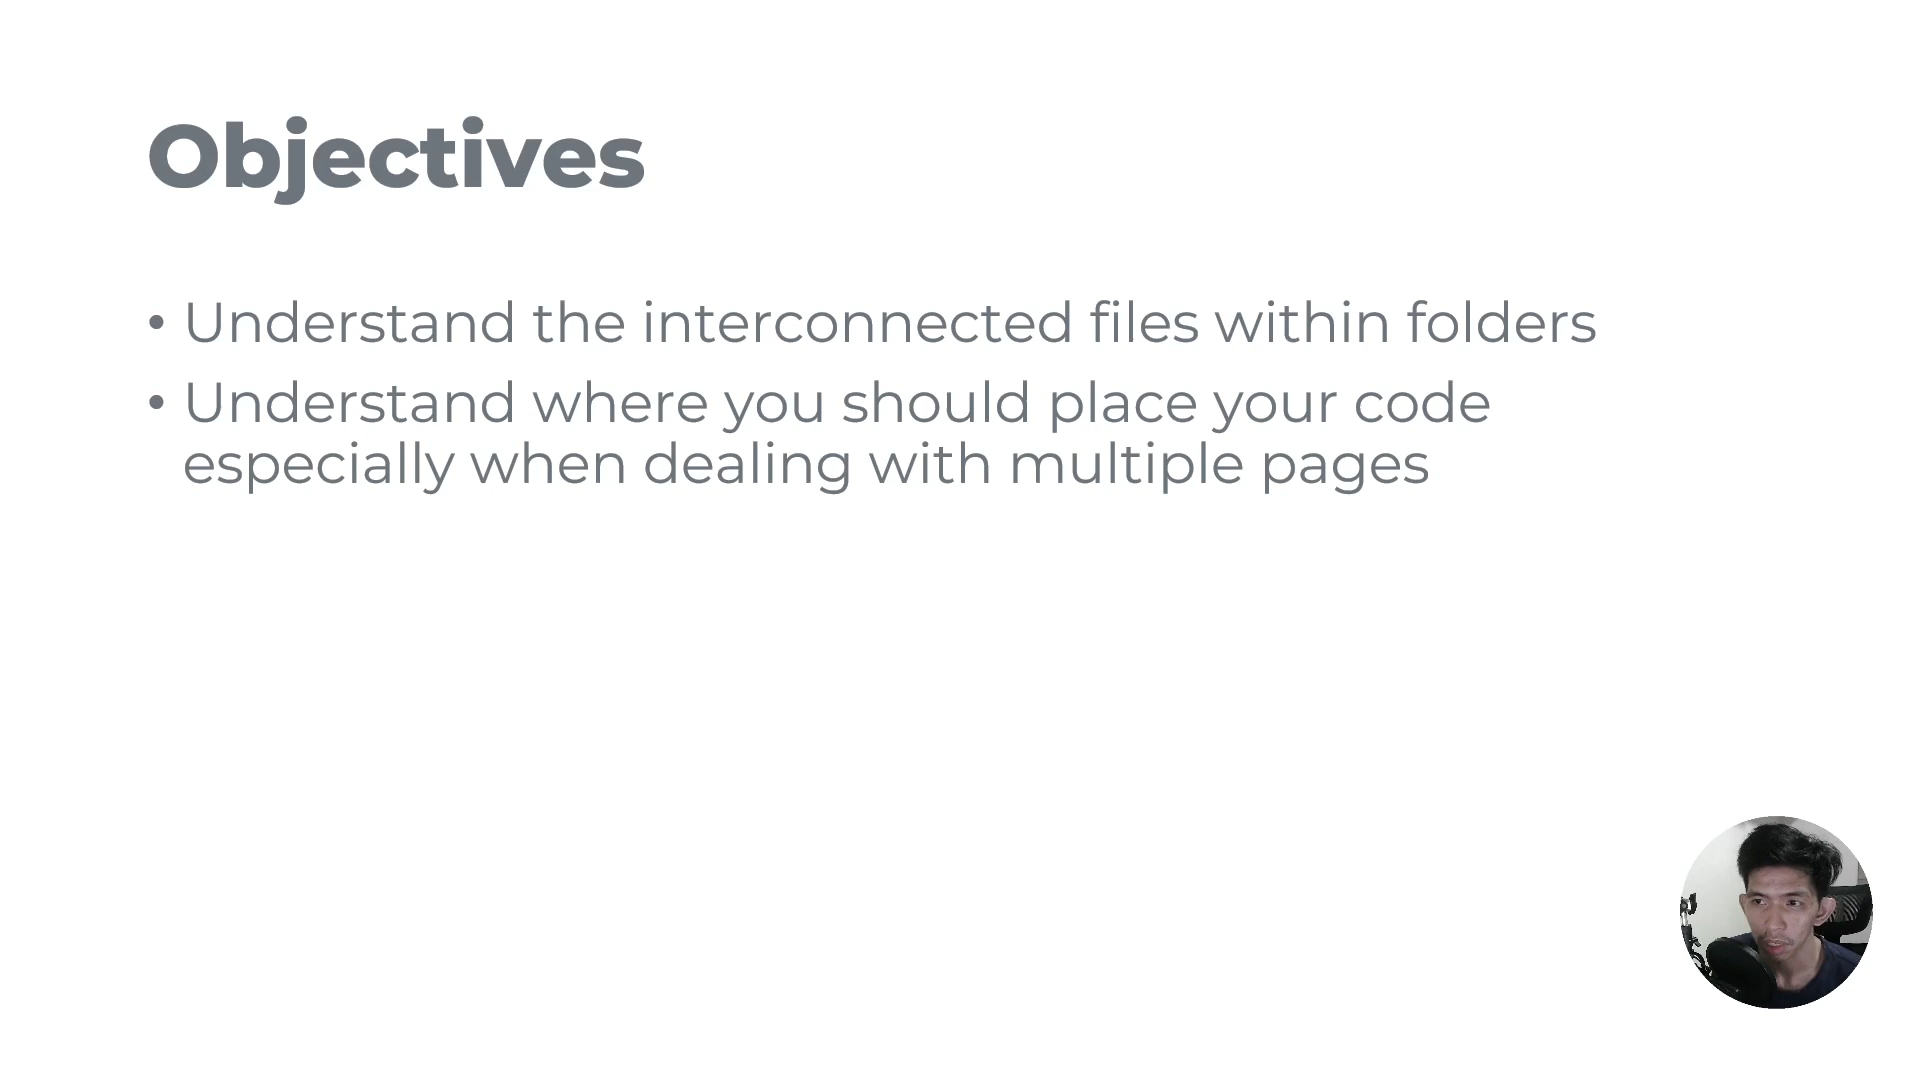 Objectives
• Understand the interconnected files within folders
• Understand where you should place your code
especially when dealing with multiple pages